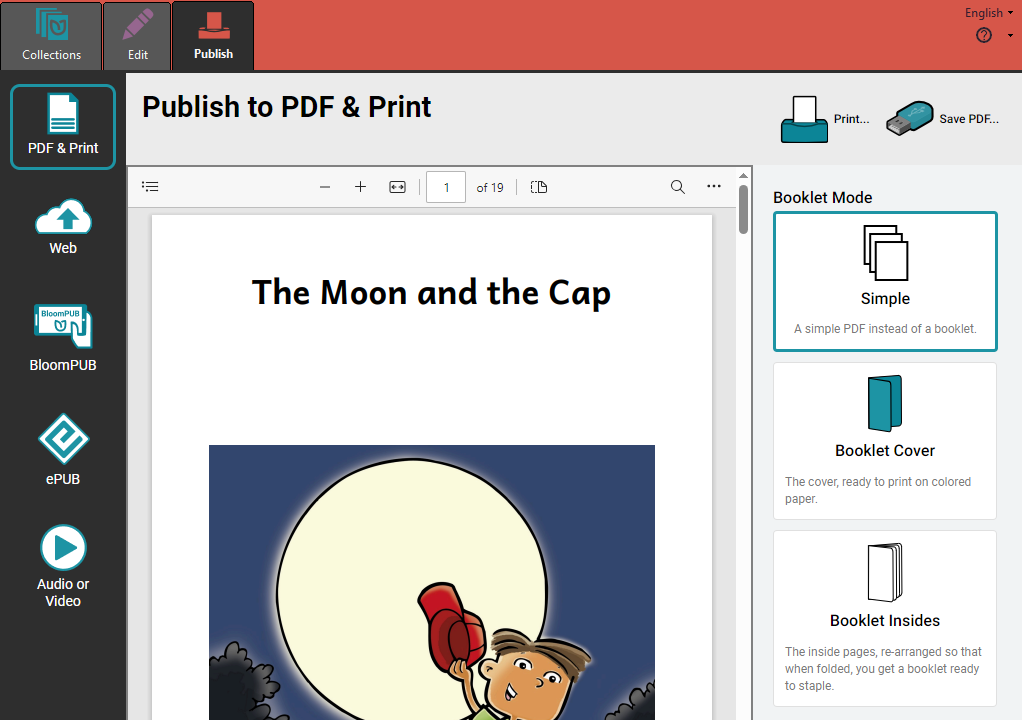 Collections
Edit
Publish
English
PDF & Print
Web
BloomPUB
BloomPUB
ePUB
Audio or
Video
Publish to PDF & Print
Print...
Save PDF...
1
of 19
The Moon and the Cap
Booklet Mode
Simple
A simple PDF instead of a booklet.
Booklet Cover
The cover, ready to print on colored
paper.
Booklet Insides
The inside pages, re-arranged so that
when folded, you get a booklet ready
to staple.